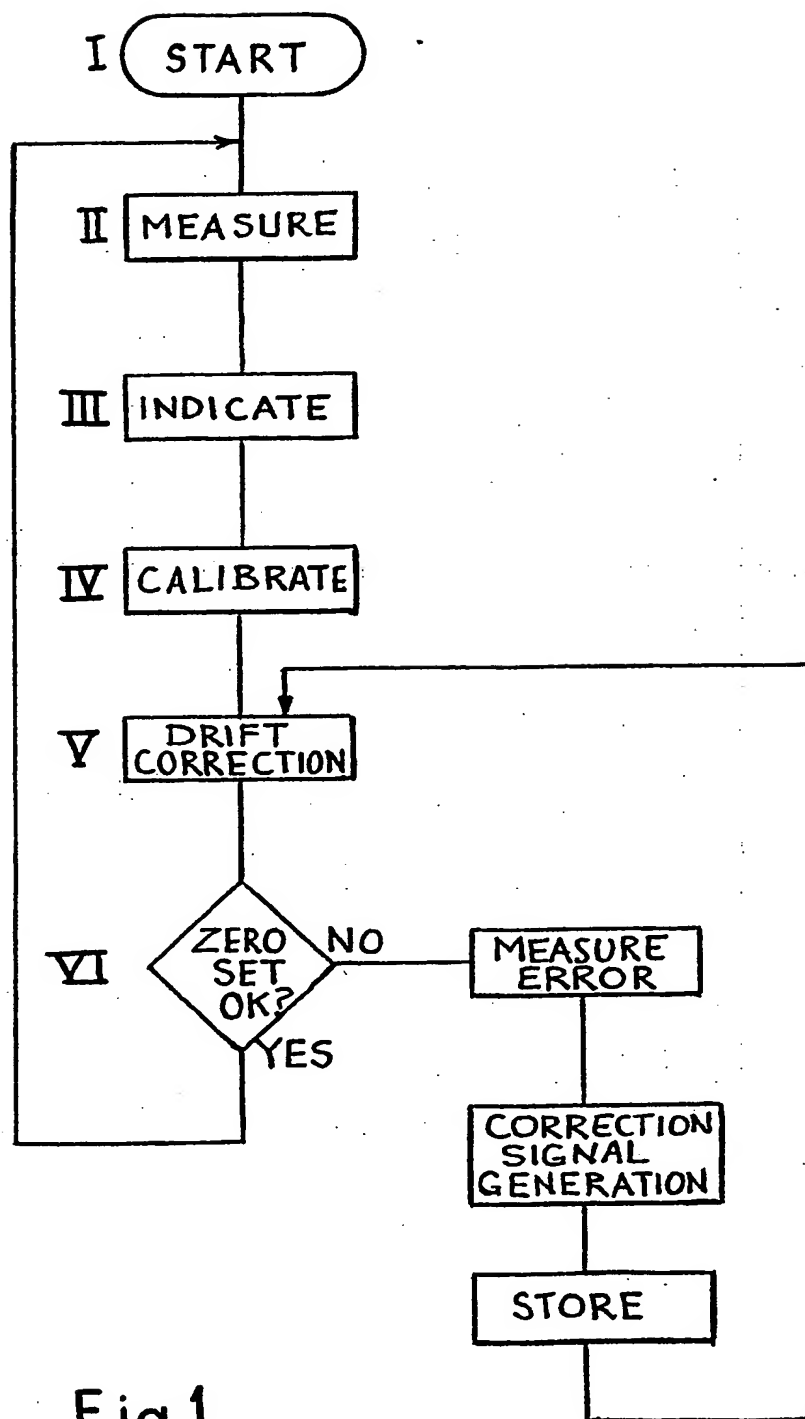 I START
II MEASURE
III INDICATE
IV CALIBRATE
V DRIFT
CORRECTION
VI ZERO
SET
OK?
NO
YES
MEASURE
ERROR
CORRECTION
SIGNAL
GENERATION
STORE
Fig.1